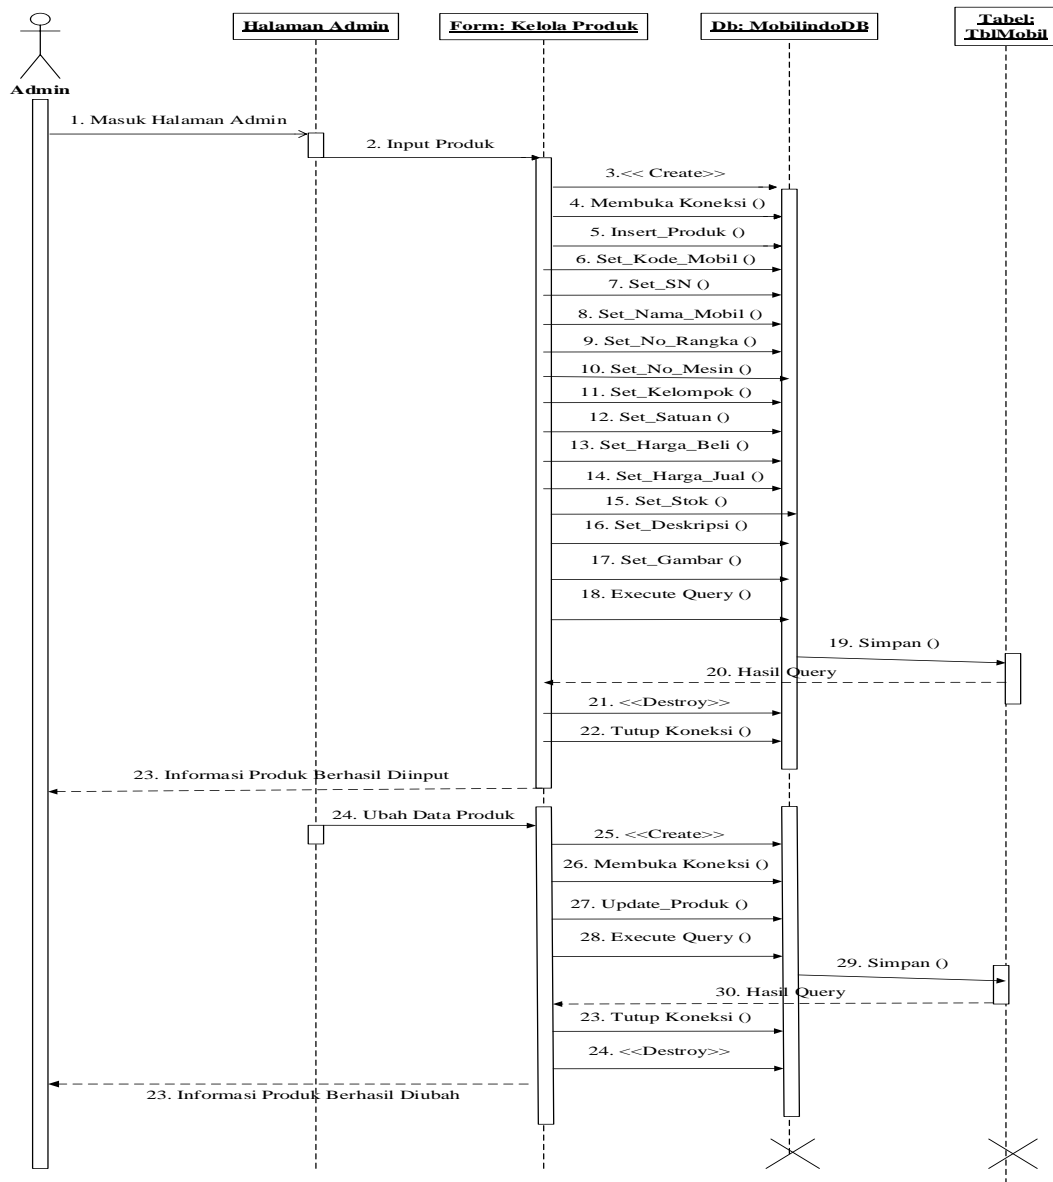 Halaman Admin
Form: Kelola Produk
Db: MobilindoDB
Tabel:
TblMobil
Admin
1. Masuk Halaman Admin
2. Input Produk
3.<< Create>>
4. Membuka Koneksi ()
5. Insert_Produk ()
6. Set_Kode_Mobil ()
7. Set_SN ()
8. Set_Nama_Mobil ()
9. Set_No_Rangka ()
10. Set_No_Mesin ()
11. Set_Kelompok ()
12. Set_Satuan ()
13. Set_Harga_Beli ()
14. Set_Harga_Jual ()
15. Set_Stok ()
16. Set_Deskripsi ()
17. Set_Gambar ()
18. Execute Query ()
19. Simpan ()
20. Hasil Query
21. <<Destroy>>
22. Tutup Koneksi ()
23. Informasi Produk Berhasil Diinput
24. Ubah Data Produk
25. <<Create>>
26. Membuka Koneksi ()
27. Update_Produk ()
28. Execute Query ()
29. Simpan ()
30. Hasil Query
23. Tutup Koneksi ()
24. <<Destroy>>
23. Informasi Produk Berhasil Diubah